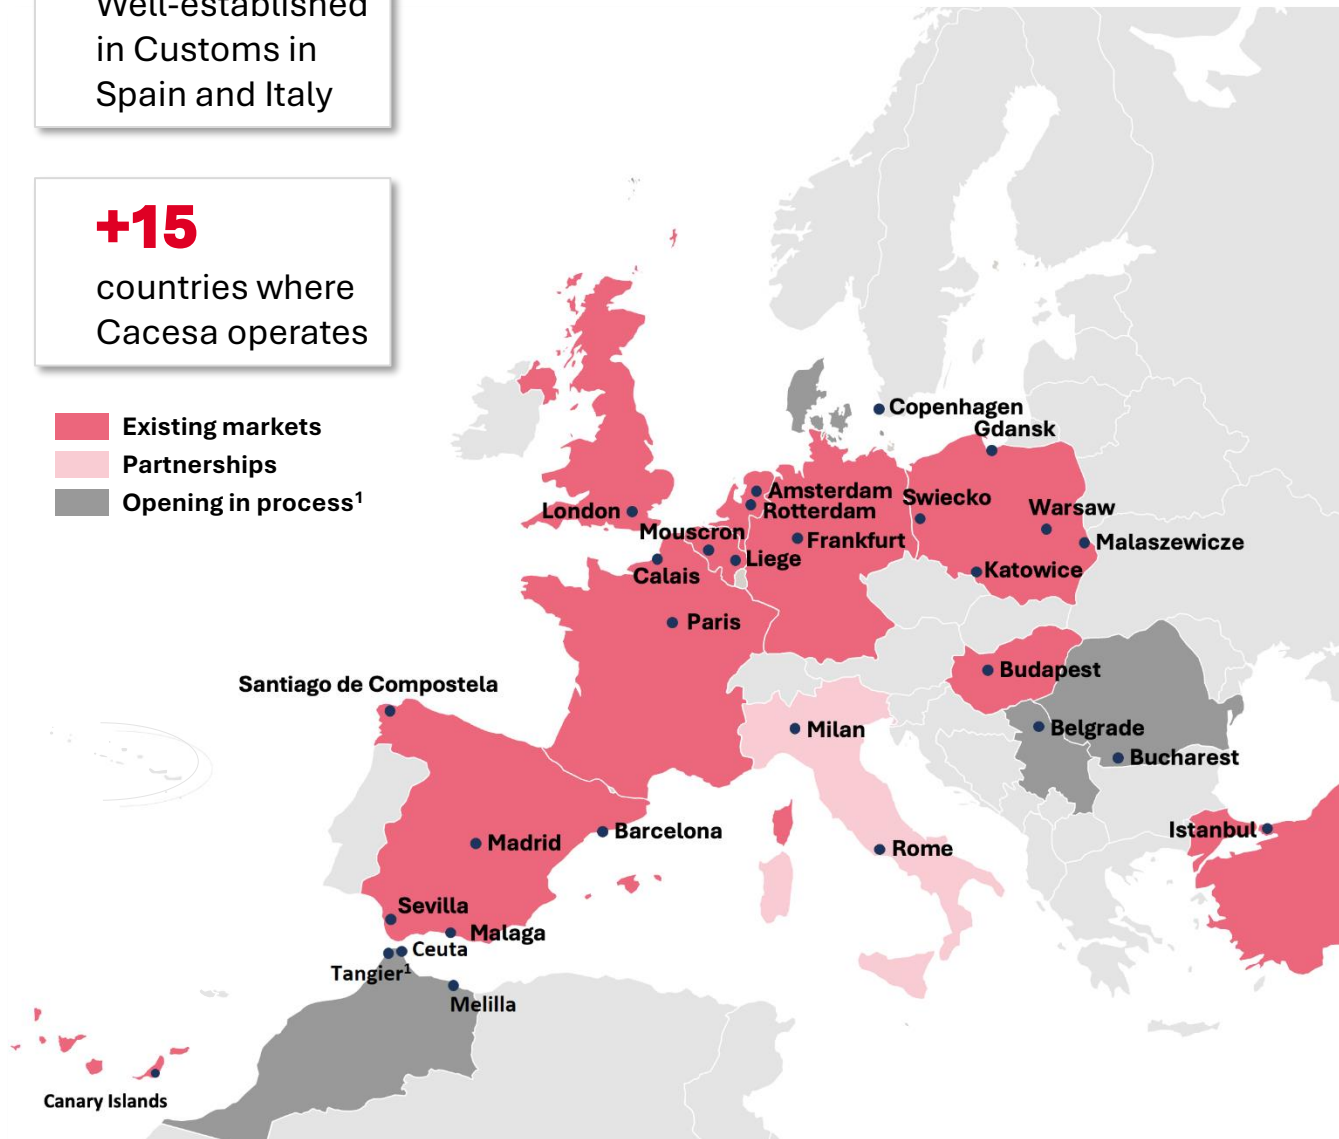 Well-established
in Customs in
Spain and Italy
+15
countries where
Cacesa operates
Existing markets
Partnerships
Opening in process¹
Copenhagen
Gdansk
Amsterdam
Swiecko
Rotterdam
Warsaw
London
Mouscron
Frankfurt
Malaszewicze
Liege
Calais
Katowice
Paris
Budapest
Santiago de Compostela
Milan
Belgrade
Bucharest
Istanbul
Barcelona
Madrid
Rome
Sevilla
Malaga
Ceuta
Tangier¹
Melilla
Canary Islands